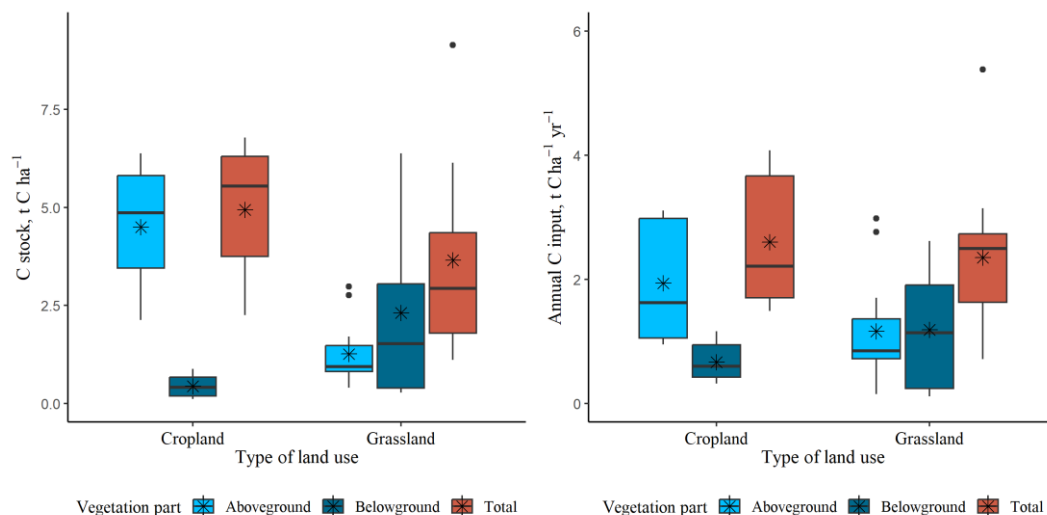 C stock, t C ha⁻¹
7.5
5.0
2.5
0.0
Cropland
Grassland
Type of land use
Vegetation part Aboveground Belowground Total
Annual C input, t C ha⁻¹ yr⁻¹
6
4
2
0
Cropland
Grassland
Type of land use
Vegetation part Aboveground Belowground Total